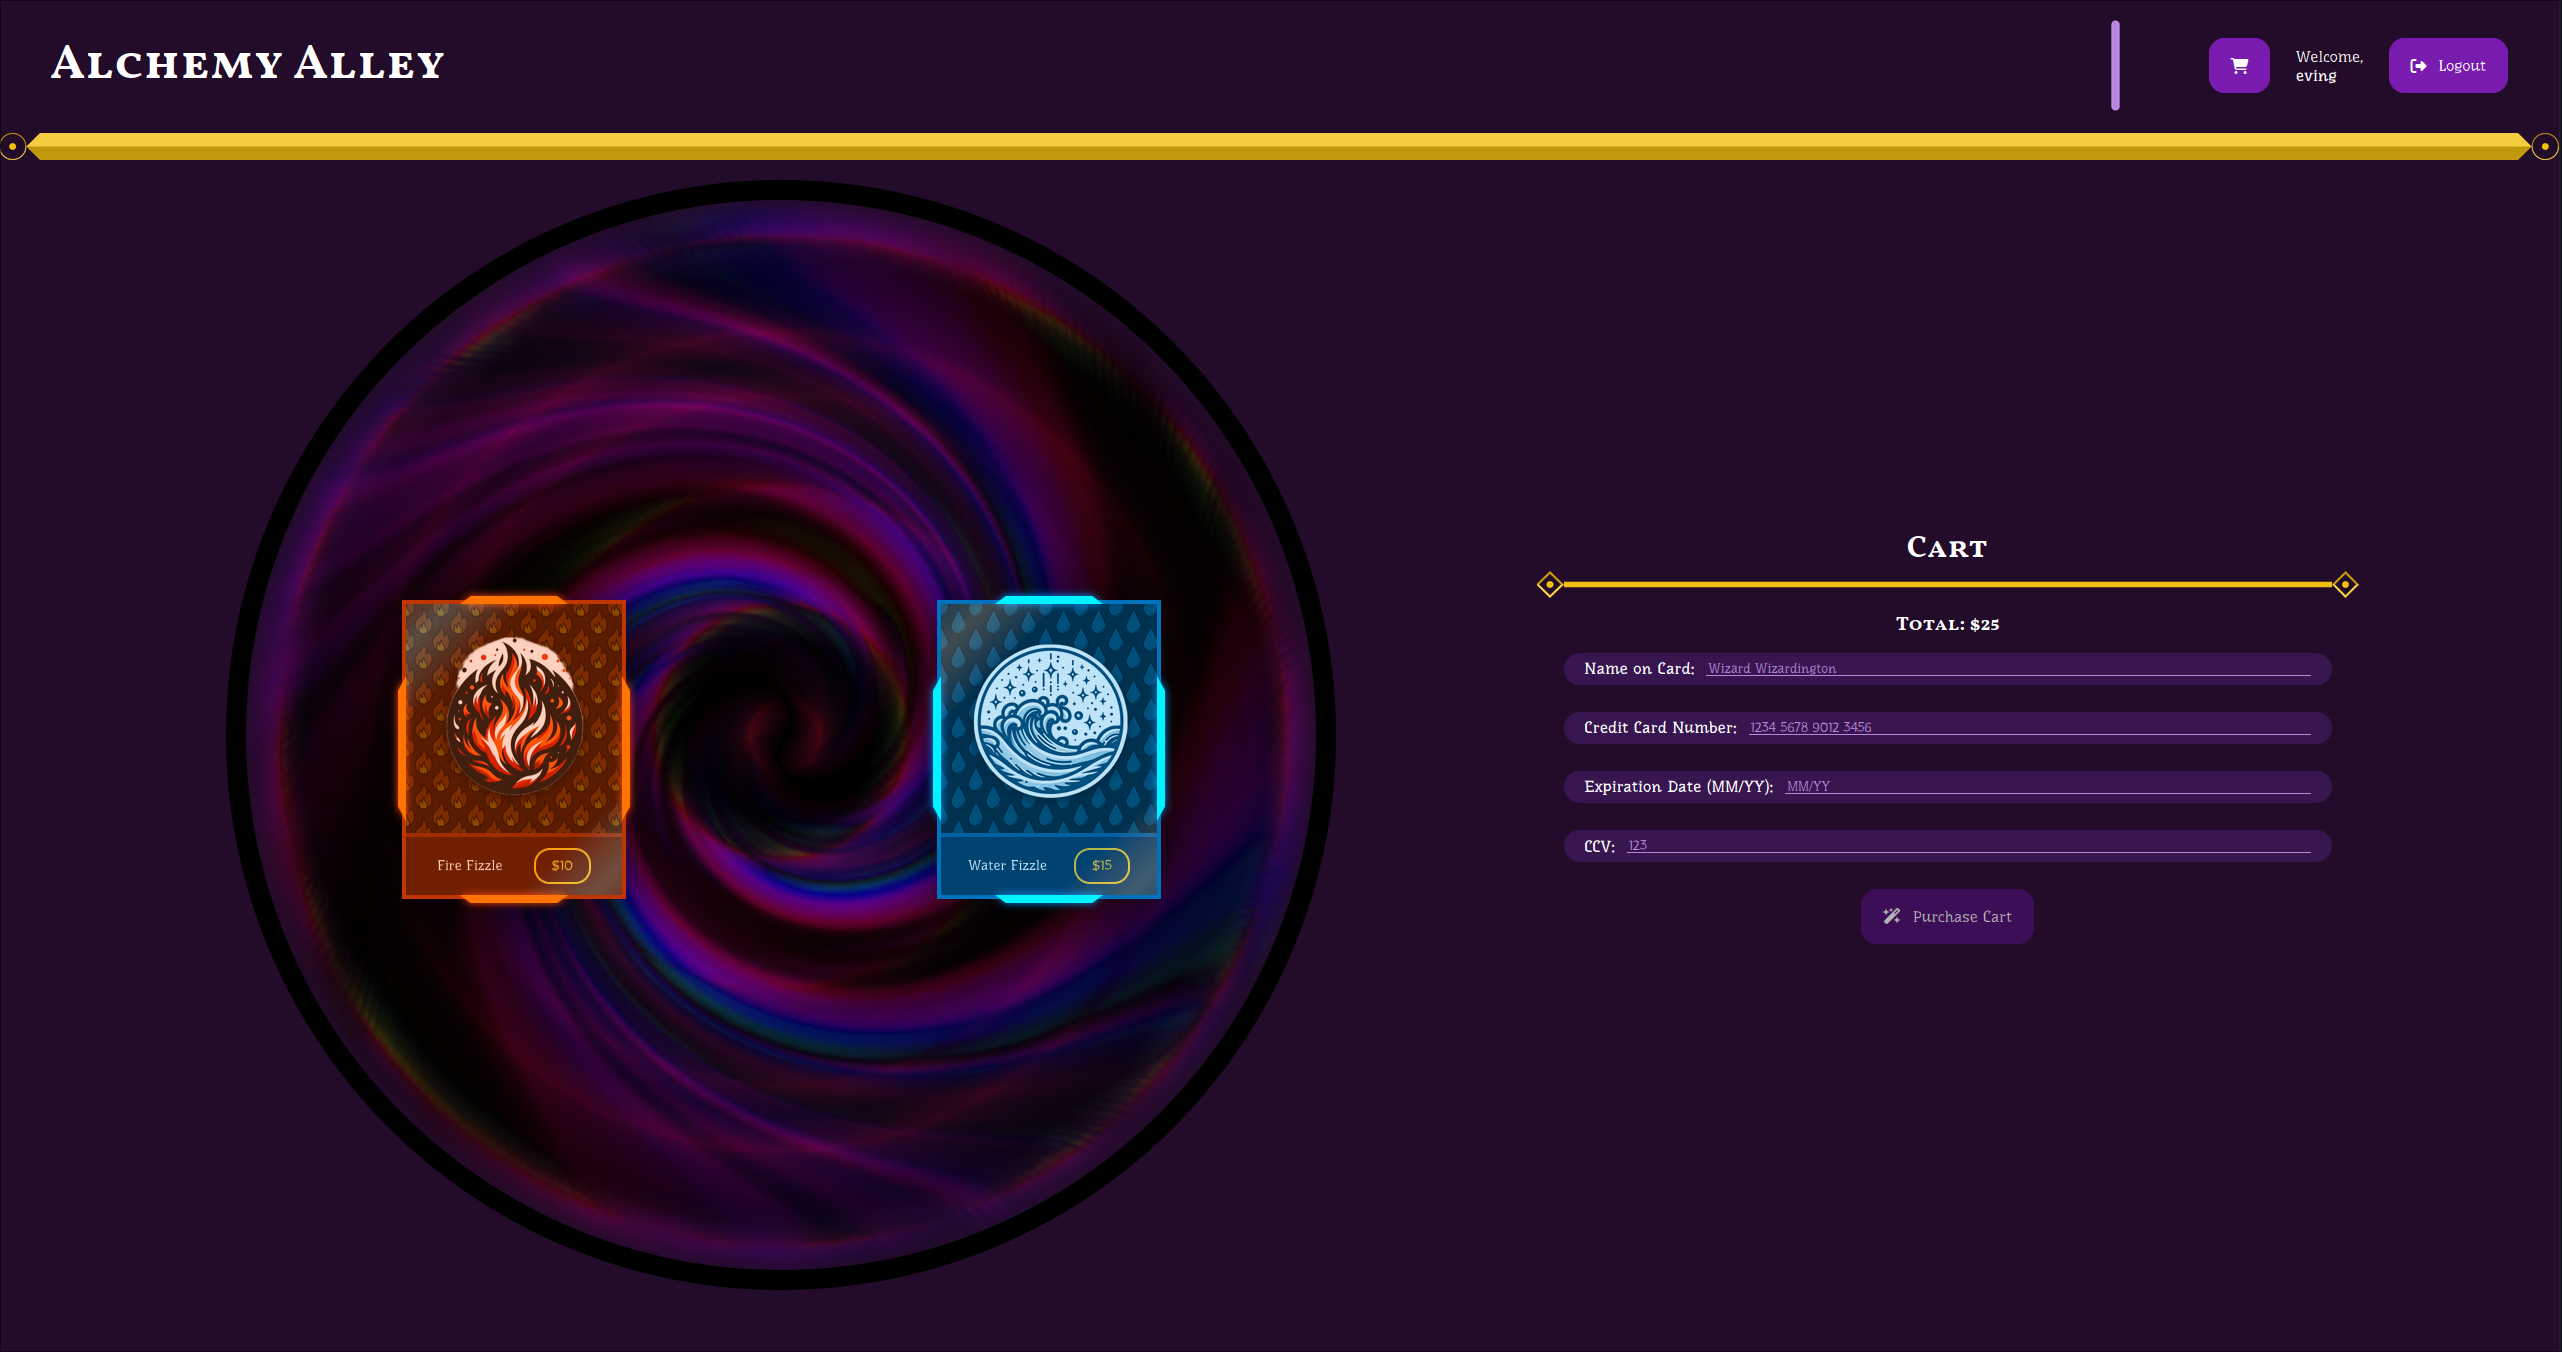 Alchemy Alley
Welcome,
eving
Logout
Fire Fizzle
$10
Water Fizzle
$15
Cart
Total: $25
Name on Card: Wizard Wizardington
Credit Card Number: 1234 5678 9012 3456
Expiration Date (MM/YY): MM/YY
CCV: 123
Purchase Cart